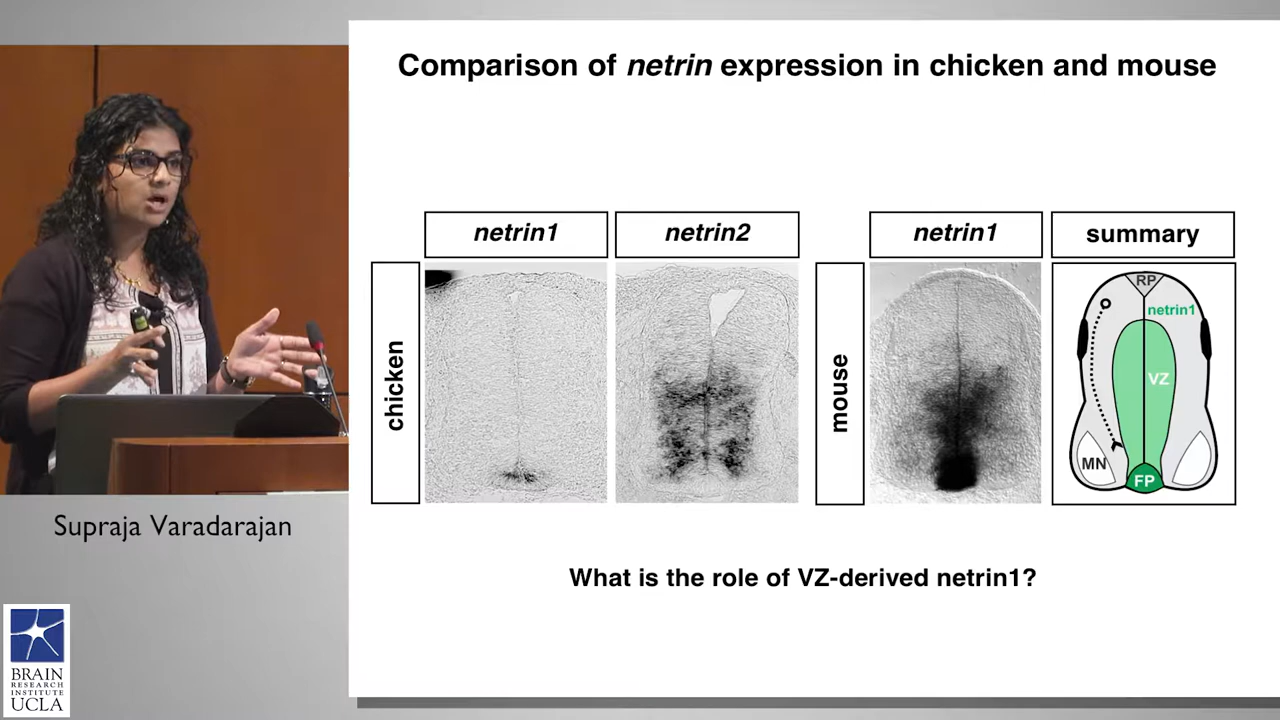 Comparison of netrin expression in chicken and mouse
netrin1
netrin2
netrin1
summary
chicken
mouse
RP
netrin1
VZ
MN
FP
What is the role of VZ-derived netrin1?
Supraja Varadarajan
BRAIN
RESEARCH
INSTITUTE
UCLA